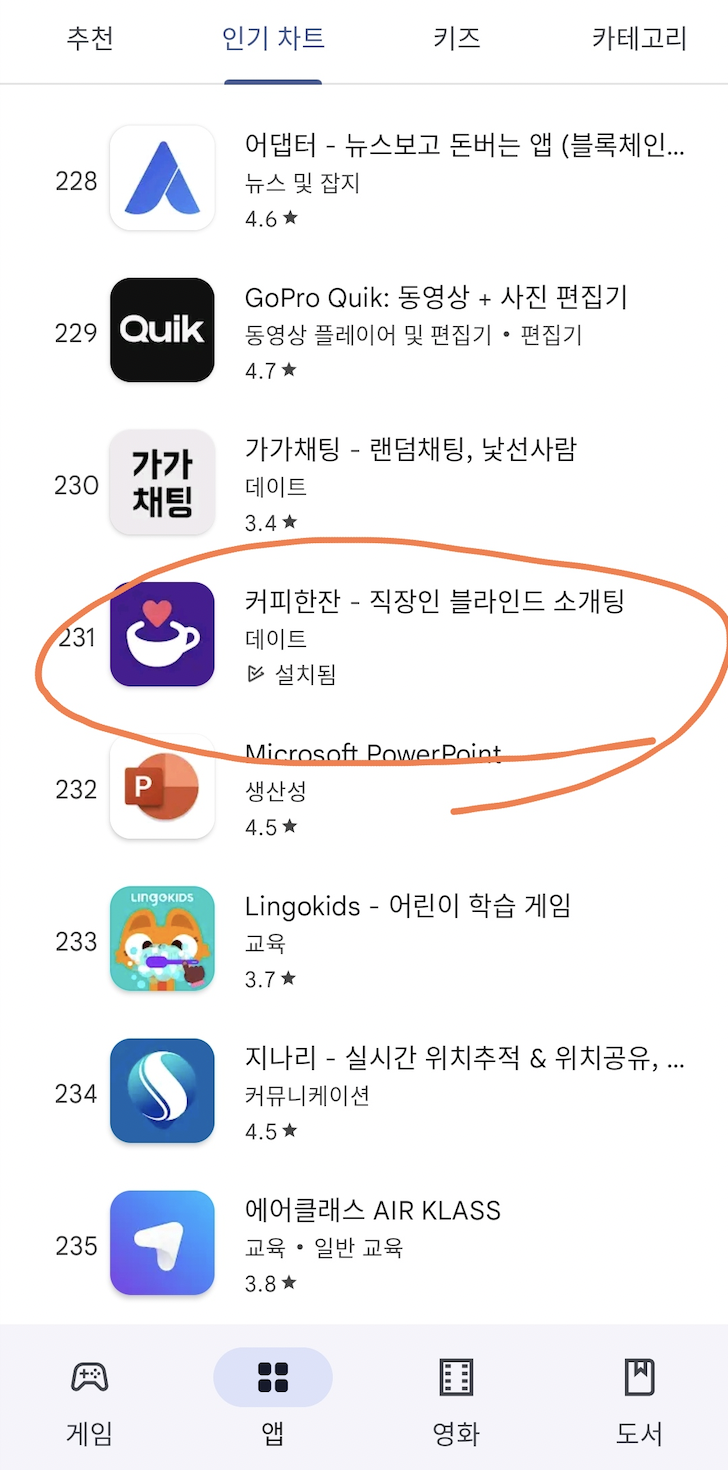 추천 인기 차트 키즈 카테고리
228
어댑터 - 뉴스보고 돈버는 앱 (블록체인...
뉴스 및 잡지
4.6 ★
229
Quik
GoPro Quik: 동영상 + 사진 편집기
동영상 플레이어 및 편집기 • 편집기
4.7 ★
230
가가
채팅
가가채팅 - 랜덤채팅, 낯선사람
데이트
3.4 ★
231
커피한잔 - 직장인 블라인드 소개팅
데이트
설치됨
232
P
Microsoft PowerPoint
생산성
4.5 ★
233
LINGOKIDS
Lingokids - 어린이 학습 게임
교육
3.7 ★
234
지나리 - 실시간 위치추적 & 위치공유, ...
커뮤니케이션
4.5 ★
235
에어클래스 AIR KLASS
교육 • 일반 교육
3.8 ★
게임 앱 영화 도서